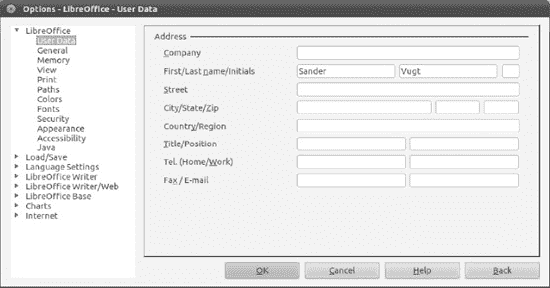 Options - LibreOffice - User Data
LibreOffice
User Data
General
Memory
View
Print
Paths
Colors
Fonts
Security
Appearance
Accessibility
Java
Load/Save
Language Settings
LibreOffice Writer
LibreOffice Writer/Web
LibreOffice Base
Charts
Internet
Address
Company
First/Last name/Initials Sander Vugt
Street
City/State/Zip
Country/Region
Title/Position
Tel. (Home/Work)
Fax / E-mail
OK Cancel Help Back